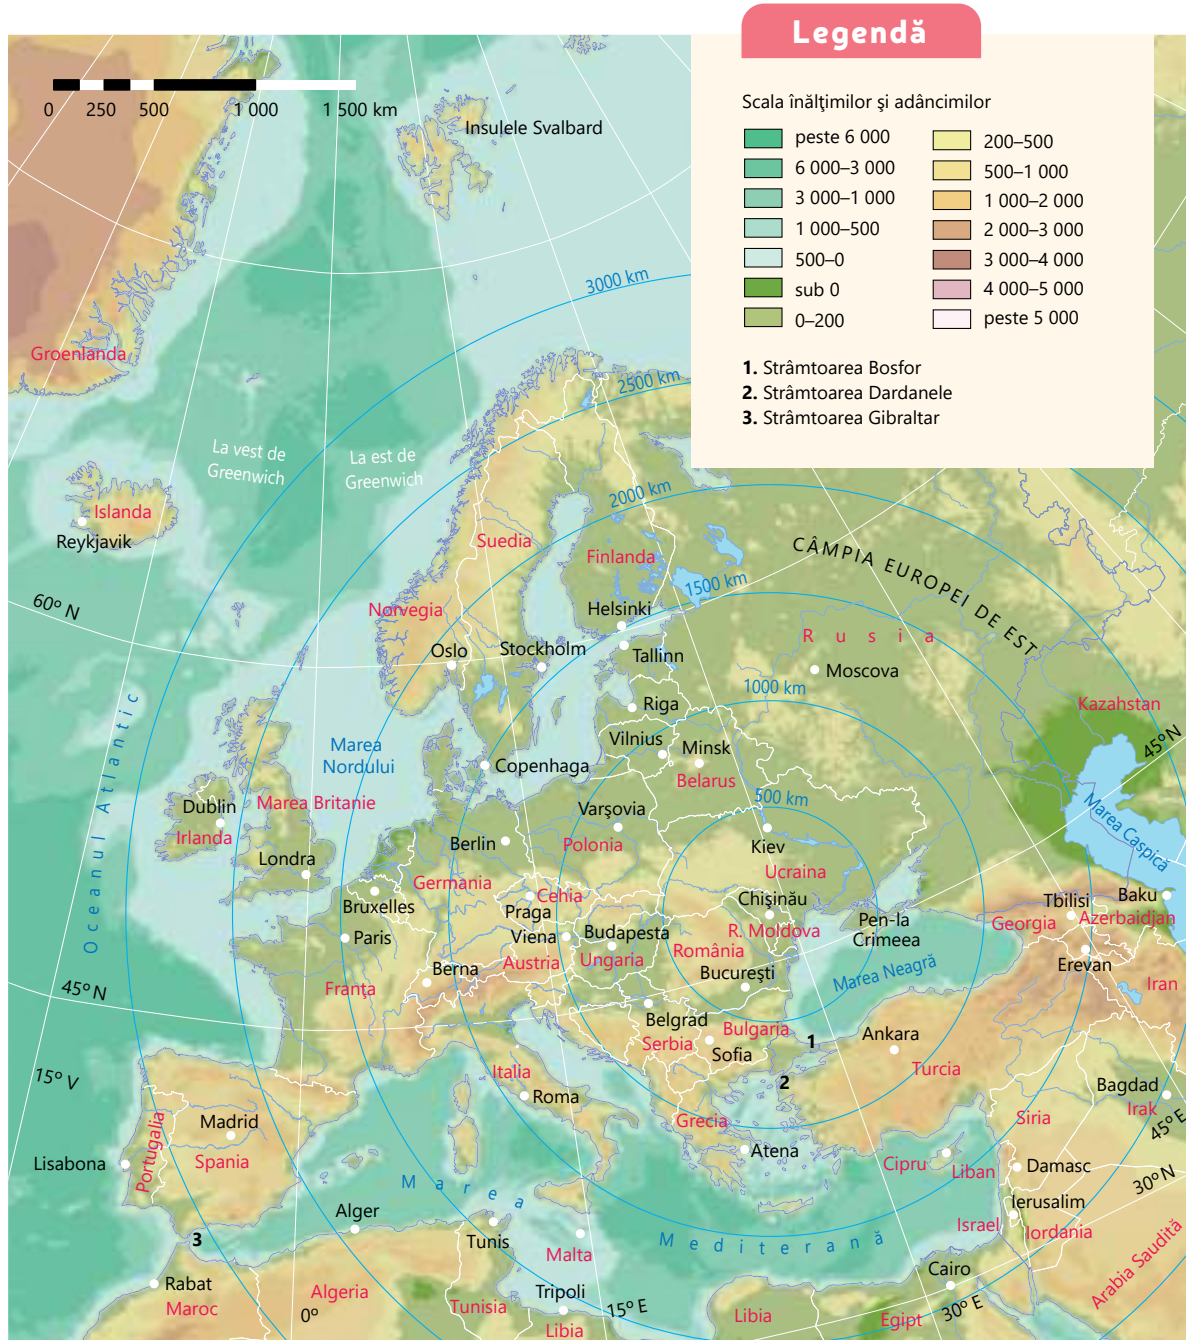 Legendă
0 250 500 1 000 1 500 km
Scala înălţimilor şi adâncimilor
peste 6 000
6 000–3 000
3 000–1 000
1 000–500
500–0
sub 0
0–200
200–500
500–1 000
1 000–2 000
2 000–3 000
3 000–4 000
4 000–5 000
peste 5 000
1. Strâmtoarea Bosfor
2. Strâmtoarea Dardanele
3. Strâmtoarea Gibraltar
Insulele Svalbard
3000 km
Groenlanda
2500 km
La vest de
Greenwich
La est de
Greenwich
2000 km
Islanda
Reykjavik
Suedia
Finlanda
CÂMPIA EUROPEI DE EST
1500 km
60º N
Norvegia
Helsinki
Rusia
Oslo
Stockholm
Tallinn
Moscova
1000 km
Riga
Kazahstan
Oceanul Atlantic
Marea
Nordului
Vilnius
Minsk
45º N
Copenhaga
Belarus
Dublin
Marea Britanie
Varşovia
500 km
Marea Caspică
Irlanda
Berlin
Polonia
Kiev
Londra
Ucraina
Germania
Cehia
Bruxelles
Praga
Chişinău
Tbilisi
Baku
Paris
Viena
Budapesta
R. Moldova
Pen-la
Crimeea
Georgia
Azerbaidjan
Berna
Austria
Ungaria
România
Erevan
Bucureşti
Marea Neagră
Franţa
Iran
45º N
Belgrad
Bulgaria
Serbia
Sofia
1
Ankara
15º V
Italia
2
Turcia
Bagdad
Roma
Irak
Madrid
Grecia
Siria
45º E
Portugalia
Spania
Atena
Lisabona
Cipru
Liban
Damasc
30º N
Marea
Ierusalim
Alger
Israel
Iordania
3
Tunis
Malta
Mediterană
Arabia Saudită
Rabat
Cairo
Maroc
Algeria
Tripoli
0º
Tunisia
15º E
Libia
Libia
Egipt
30º E